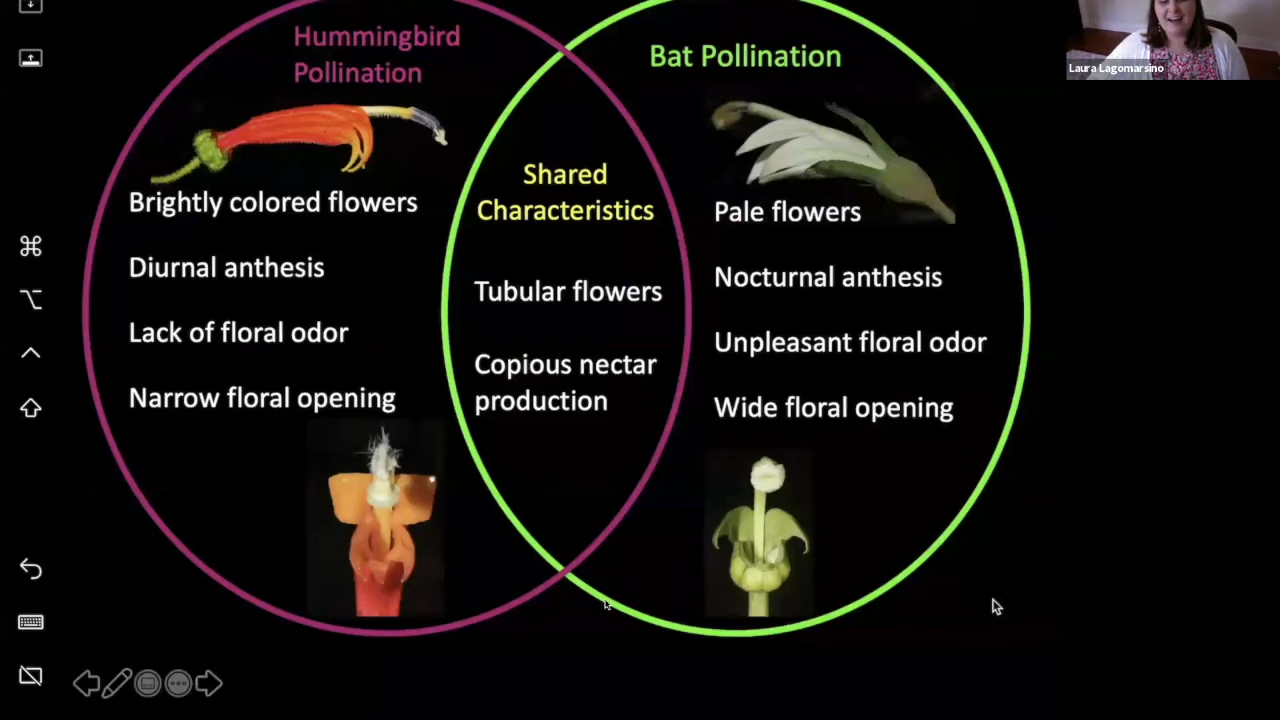 Hummingbird
Pollination
Bat Pollination
Laura Lagomarsino
Shared
Characteristics
Brightly colored flowers
Diurnal anthesis
Lack of floral odor
Narrow floral opening
Tubular flowers
Copious nectar
production
Pale flowers
Nocturnal anthesis
Unpleasant floral odor
Wide floral opening